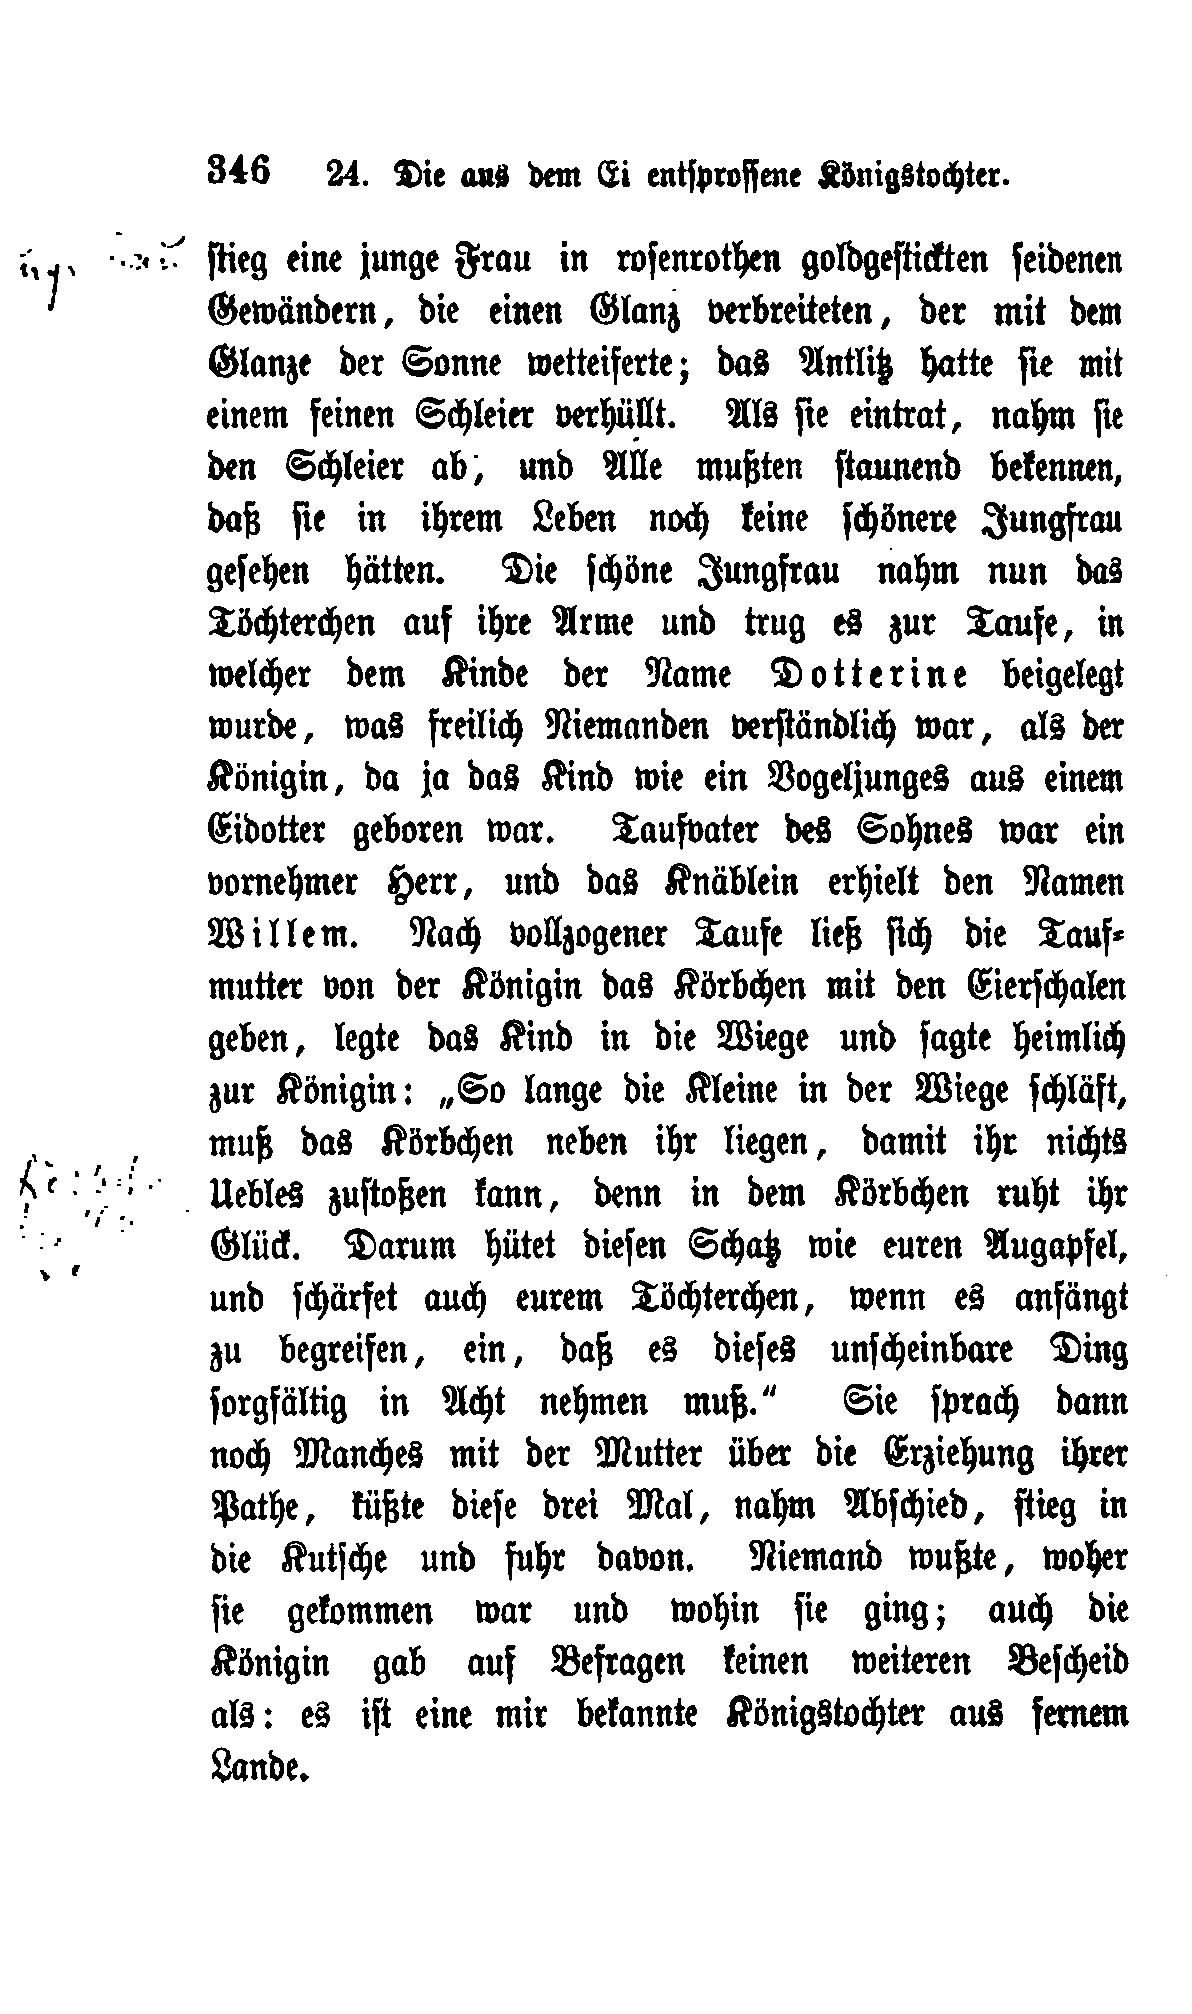 346 24. Die aus dem Ei entsprossene Königstochter.
stieg eine junge Frau in rosenrothen goldgestickten seidenen
Gewändern, die einen Glanz verbreiteten, der mit dem
Glanze der Sonne wetteiferte; das Antlitz hatte sie mit
einem feinen Schleier verhüllt. Als sie eintrat, nahm sie
den Schleier ab, und Alle mußten staunend bekennen,
daß sie in ihrem Leben noch keine schönere Jungfrau
gesehen hätten. Die schöne Jungfrau nahm nun das
Töchterchen auf ihre Arme und trug es zur Taufe, in
welcher dem Kinde der Name Dotterine beigelegt
wurde, was freilich Niemanden verständlich war, als der
Königin, da ja das Kind wie ein Vogeljunges aus einem
Eidotter geboren war. Taufvater des Sohnes war ein
vornehmer Herr, und das Knäblein erhielt den Namen
Willem. Nach vollzogener Taufe ließ sich die Tauf-
mutter von der Königin das Körbchen mit den Eierschalen
geben, legte das Kind in die Wiege und sagte heimlich
zur Königin: „So lange die Kleine in der Wiege schläft,
muß das Körbchen neben ihr liegen, damit ihr nichts
Uebles zustoßen kann, denn in dem Körbchen ruht ihr
Glück. Darum hütet diesen Schatz wie euren Augapfel,
und schärfet auch eurem Töchterchen, wenn es anfängt
zu begreifen, ein, daß es dieses unscheinbare Ding
sorgfältig in Acht nehmen muß.“ Sie sprach dann
noch Manches mit der Mutter über die Erziehung ihrer
Pathe, küßte diese drei Mal, nahm Abschied, stieg in
die Kutsche und fuhr davon. Niemand wußte, woher
sie gekommen war und wohin sie ging; auch die
Königin gab auf Befragen keinen weiteren Bescheid
als: es ist eine mir bekannte Königstochter aus fernem
Lande.